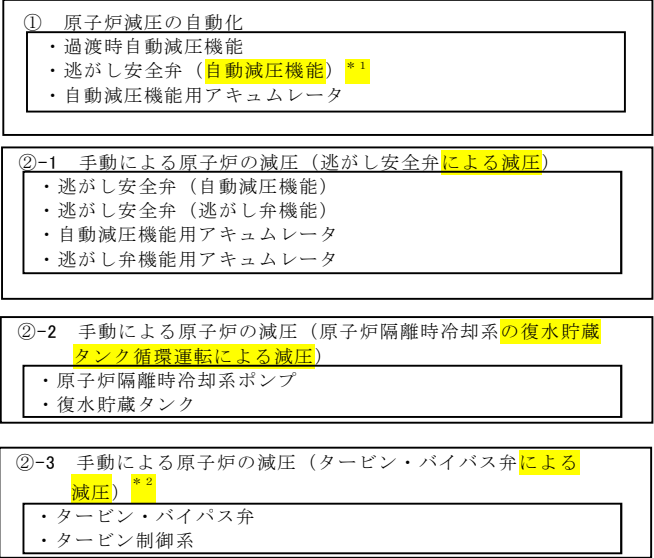 ① 原子炉減圧の自動化
・過渡時自動減圧機能
・逃がし安全弁（自動減圧機能）＊１
・自動減圧機能用アキュムレータ
②-1 手動による原子炉の減圧（逃がし安全弁による減圧）
・逃がし安全弁（自動減圧機能）
・逃がし安全弁（逃がし弁機能）
・自動減圧機能用アキュムレータ
・逃がし弁機能用アキュムレータ
②-2 手動による原子炉の減圧（原子炉隔離時冷却系の復水貯蔵
タンク循環運転による減圧）
・原子炉隔離時冷却系ポンプ
・復水貯蔵タンク
②-3 手動による原子炉の減圧（タービン・バイバス弁による
減圧）＊２
・タービン・バイパス弁
・タービン制御系